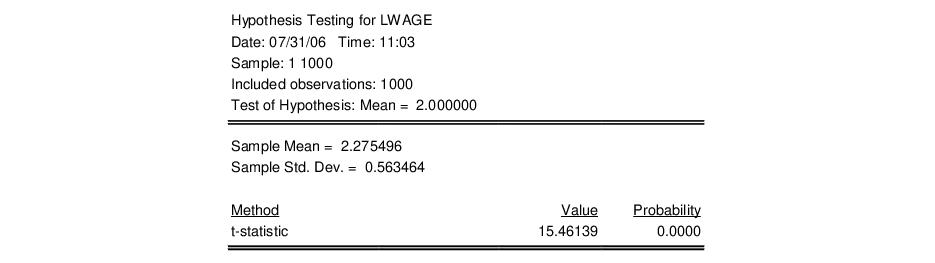 Hypothesis Testing for LWAGE
Date: 07/31/06 Time: 11:03
Sample: 1 1000
Included observations: 1000
Test of Hypothesis: Mean = 2.000000
Sample Mean = 2.275496
Sample Std. Dev. = 0.563464
Method Value Probability
t-statistic 15.46139 0.0000